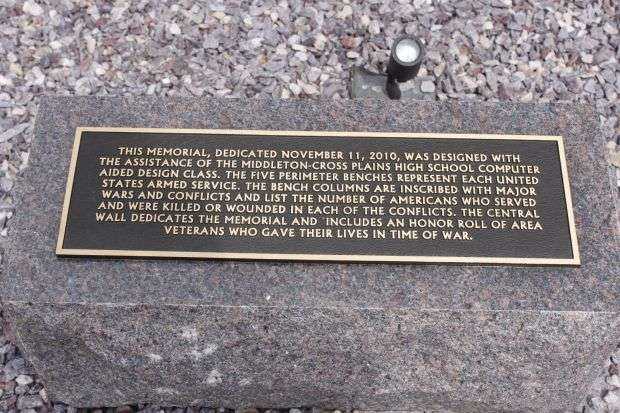 THIS MEMORIAL, DEDICATED NOVEMBER 11, 2010, WAS DESIGNED WITH
THE ASSISTANCE OF THE MIDDLETON-CROSS PLAINS HIGH SCHOOL COMPUTER
AIDED DESIGN CLASS. THE FIVE PERIMETER BENCHES REPRESENT EACH UNITED
STATES ARMED SERVICE. THE BENCH COLUMNS ARE INSCRIBED WITH MAJOR
WARS AND CONFLICTS AND LIST THE NUMBER OF AMERICANS WHO SERVED
AND WERE KILLED OR WOUNDED IN EACH OF THE CONFLICTS. THE CENTRAL
WALL DEDICATES THE MEMORIAL AND INCLUDES AN HONOR ROLL OF AREA
VETERANS WHO GAVE THEIR LIVES IN TIME OF WAR.